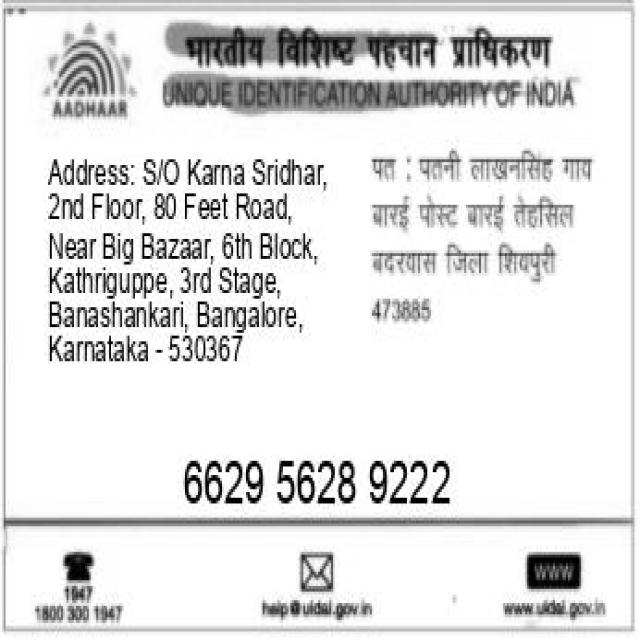 भारतीय विशिष्ट पहचान प्राधिकरण
AADHAAR
UNIQUE IDENTIFICATION AUTHORITY OF INDIA
Address: S/O Karna Sridhar,
2nd Floor, 80 Feet Road,
Near Big Bazaar, 6th Block,
Kathriguppe, 3rd Stage,
Banashankari, Bangalore,
Karnataka - 530367
पत : पतनी लाखनसिंह गाय
बारई पोस्ट बारई तेहसिल
बदरवास जिला शिवपुरी
473885
6629 5628 9222
1947
1800 300 1947
help@uidai.gov.in
www
www.uidai.gov.in